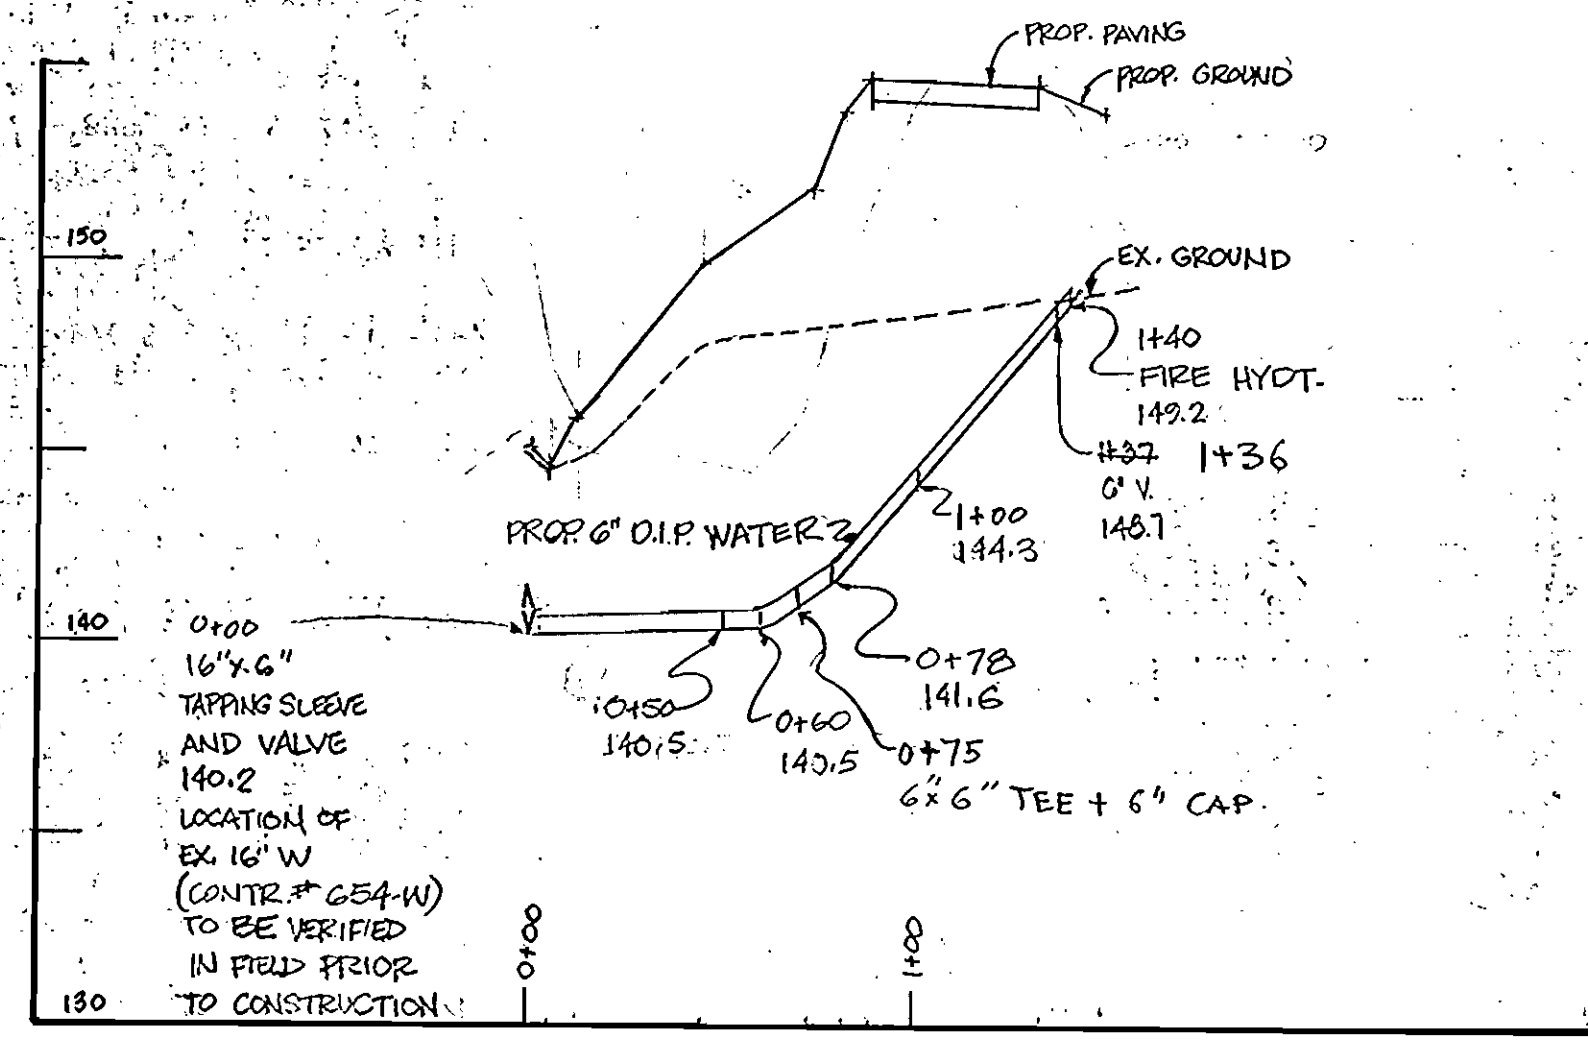 PROP. PAVING
PROP. GROUND
150
EX. GROUND
1+40
FIRE HYDT.
149.2
1+37 1+36
6" V.
148.7
PROP. 6" D.I.P. WATER
1+00
144.3
140
0+00
16"x6"
TAPPING SLEEVE
AND VALVE
140.2
LOCATION OF
EX. 16" W
(CONTR.# 654-W)
TO BE VERIFIED
IN FIELD PRIOR
TO CONSTRUCTION
0+50
140.5
0+60
140.5
0+78
141.6
0+75
6"x6" TEE + 6" CAP.
0+00
1+00
130